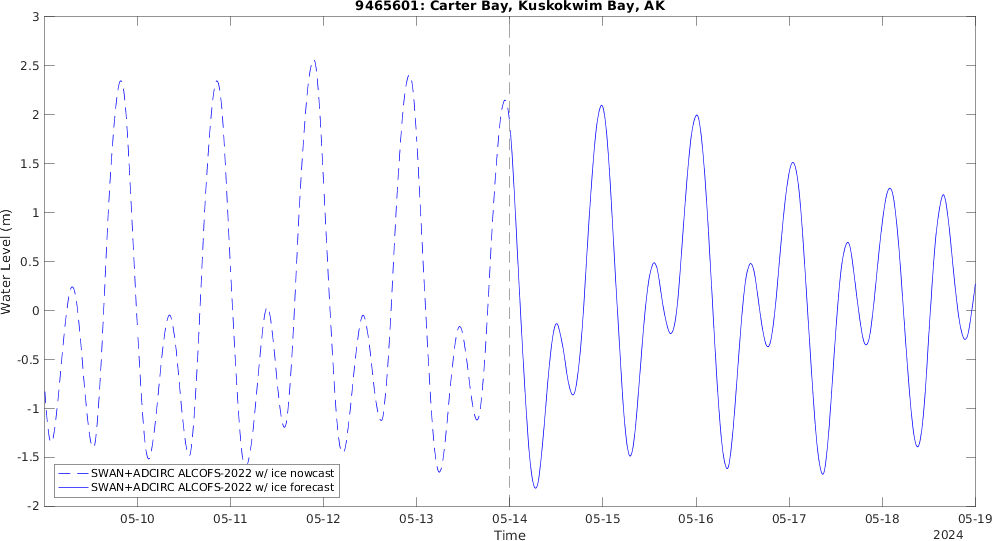 9465601: Carter Bay, Kuskokwim Bay, AK
3
2.5
2
1.5
1
0.5
0
-0.5
-1
-1.5
-2
Water Level (m)
SWAN+ADCIRC ALCOFS-2022 w/ ice nowcast
SWAN+ADCIRC ALCOFS-2022 w/ ice forecast
05-10 05-11 05-12 05-13 05-14 05-15 05-16 05-17 05-18 05-19
Time
2024